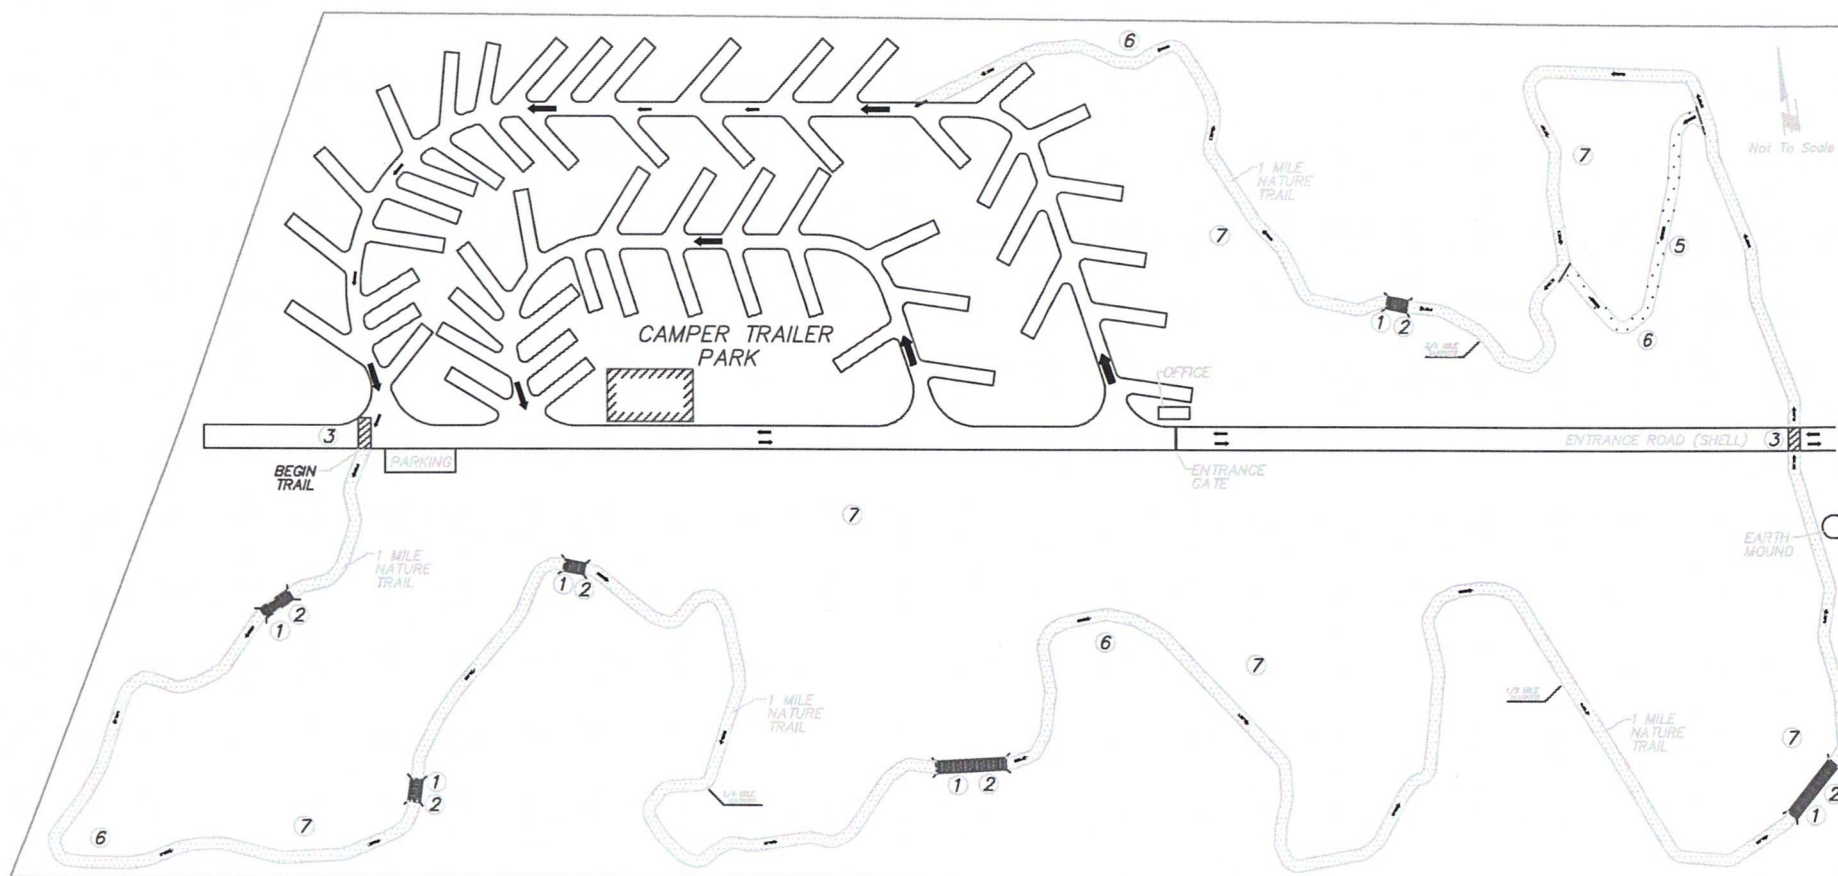 6
7
1 MILE
NATURE
TRAIL
7
Not To Scale
5
1 2
6
CAMPER TRAILER
PARK
OFFICE
3
ENTRANCE ROAD (SHELL)
3
BEGIN
TRAIL
PARKING
ENTRANCE
GATE
7
EARTH
MOUND
1 MILE
NATURE
TRAIL
1 2
1 2
6
7
1 MILE
NATURE
TRAIL
1 MILE
NATURE
TRAIL
7
1
2
1 2
1
2
6
7